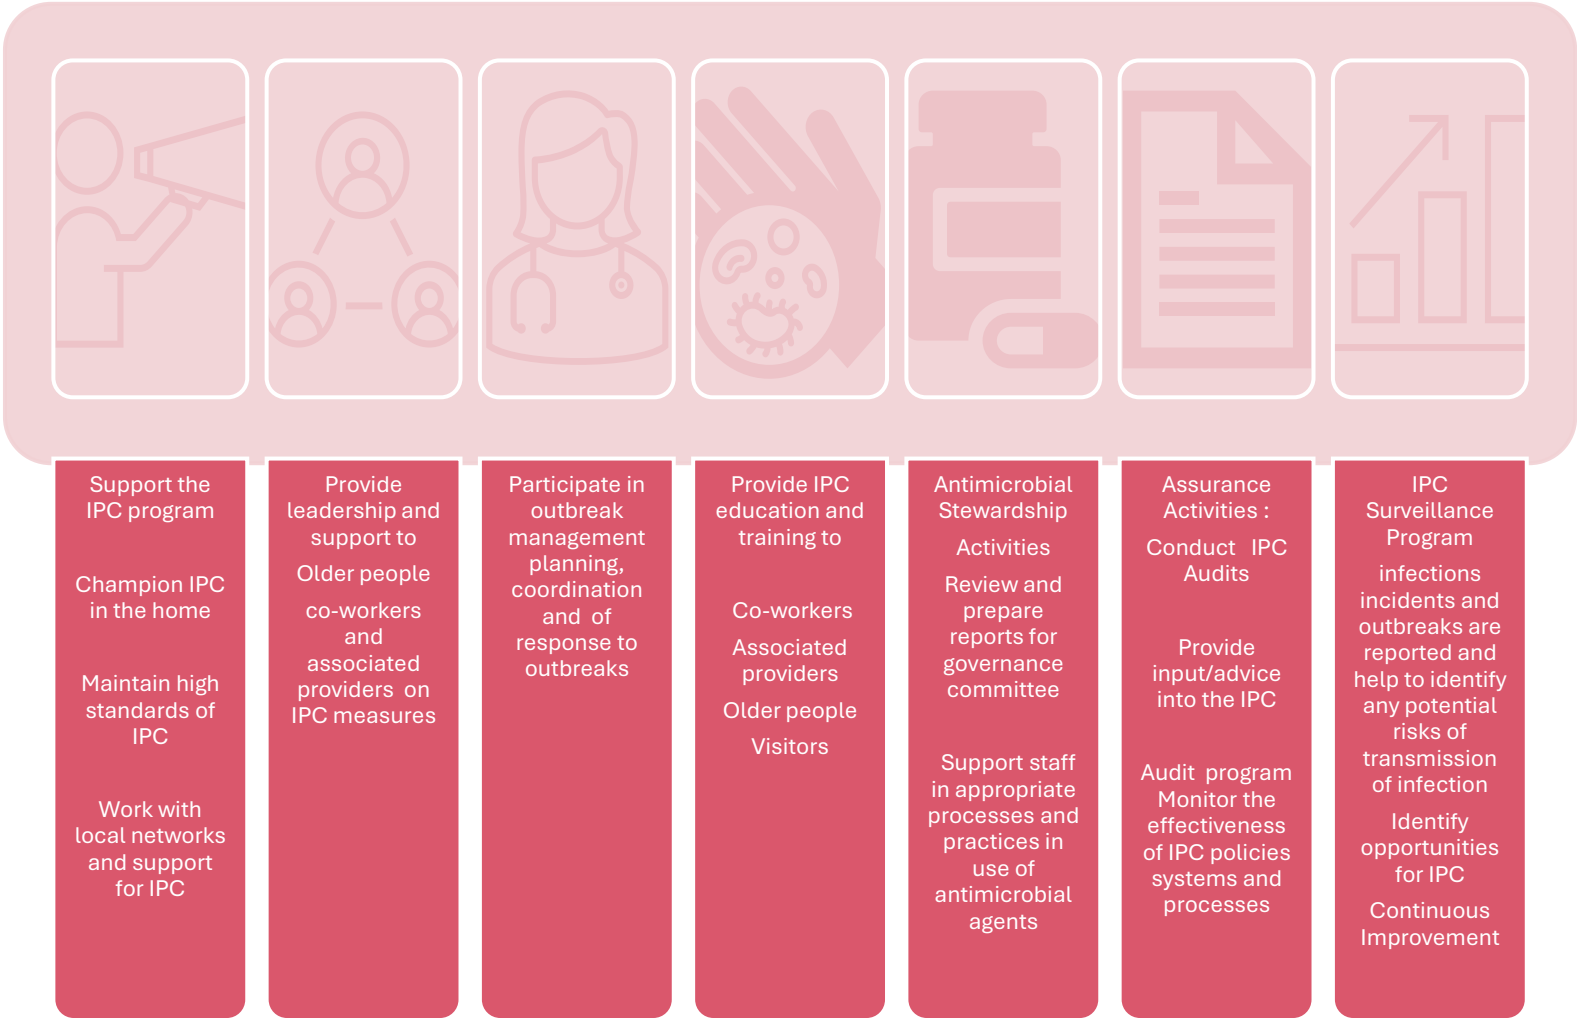 Support the
IPC program
Champion IPC
in the home
Maintain high
standards of
IPC
Work with
local networks
and support
for IPC
Provide
leadership and
support to
Older people
co-workers
and
associated
providers on
IPC measures
Participate in
outbreak
management
planning,
coordination
and of
response to
outbreaks
Provide IPC
education and
training to
Co-workers
Associated
providers
Older people
Visitors
Antimicrobial
Stewardship
Activities
Review and
prepare
reports for
governance
committee
Support staff
in appropriate
processes and
practices in
use of
antimicrobial
agents
Assurance
Activities :
Conduct IPC
Audits
Provide
input/advice
into the IPC
Audit program
Monitor the
effectiveness
of IPC policies
systems and
processes
IPC
Surveillance
Program
infections
incidents and
outbreaks are
reported and
help to identify
any potential
risks of
transmission
of infection
Identify
opportunities
for IPC
Continuous
Improvement